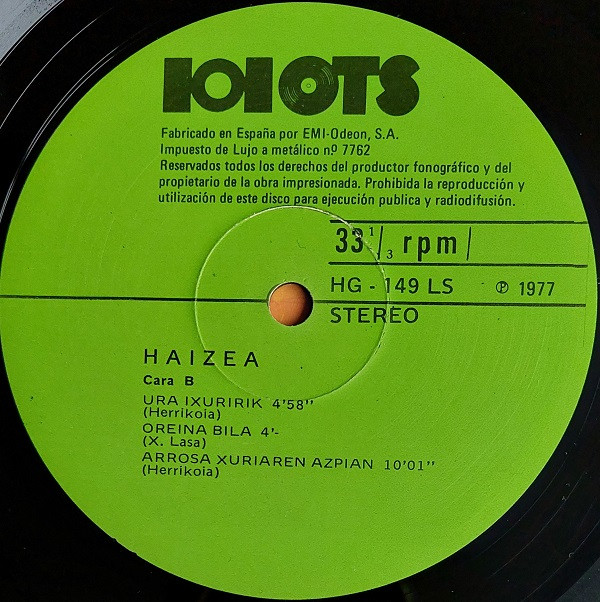 IOIOTS
Fabricado en España por EMI-Odeon, S.A.
Impuesto de Lujo a metálico nº 7762
Reservados todos los derechos del productor fonográfico y del
propietario de la obra impresionada. Prohibida la reproducción y
utilización de este disco para ejecución publica y radiodifusión.
33 1/3 rpm
HG - 149 LS ℗ 1977
STEREO
HAIZEA
Cara B
URA IXURIRIK 4'58"
(Herrikoia)
OREINA BILA 4'-
(X. Lasa)
ARROSA XURIAREN AZPIAN 10'01"
(Herrikoia)